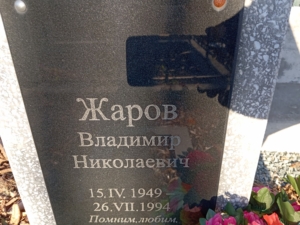 Жаров
Владимир
Николаевич
15.IV.1949 —
26.VII.1994
Помним, любим,